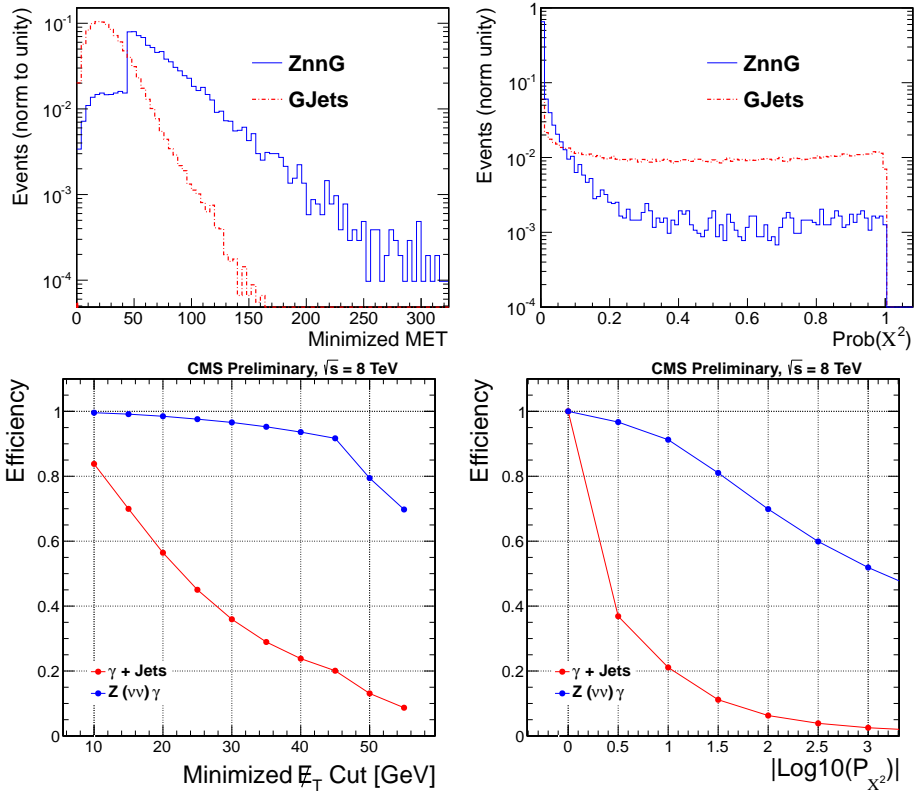 Events (norm to unity)
10⁻¹
10⁻²
10⁻³
10⁻⁴
ZnnG
GJets
0 50 100 150 200 250 300
Minimized MET
Events (norm unity)
1
10⁻¹
10⁻²
10⁻³
10⁻⁴
ZnnG
GJets
0 0.2 0.4 0.6 0.8 1
Prob(X²)
CMS Preliminary, √s = 8 TeV
Efficiency
1
0.8
0.6
0.4
0.2
0
γ + Jets
Z (νν) γ
10 20 30 40 50
Minimized E̸_T Cut [GeV]
CMS Preliminary, √s = 8 TeV
Efficiency
1
0.8
0.6
0.4
0.2
0
γ + Jets
Z (νν) γ
0 0.5 1 1.5 2 2.5 3
|Log10(P_X²)|